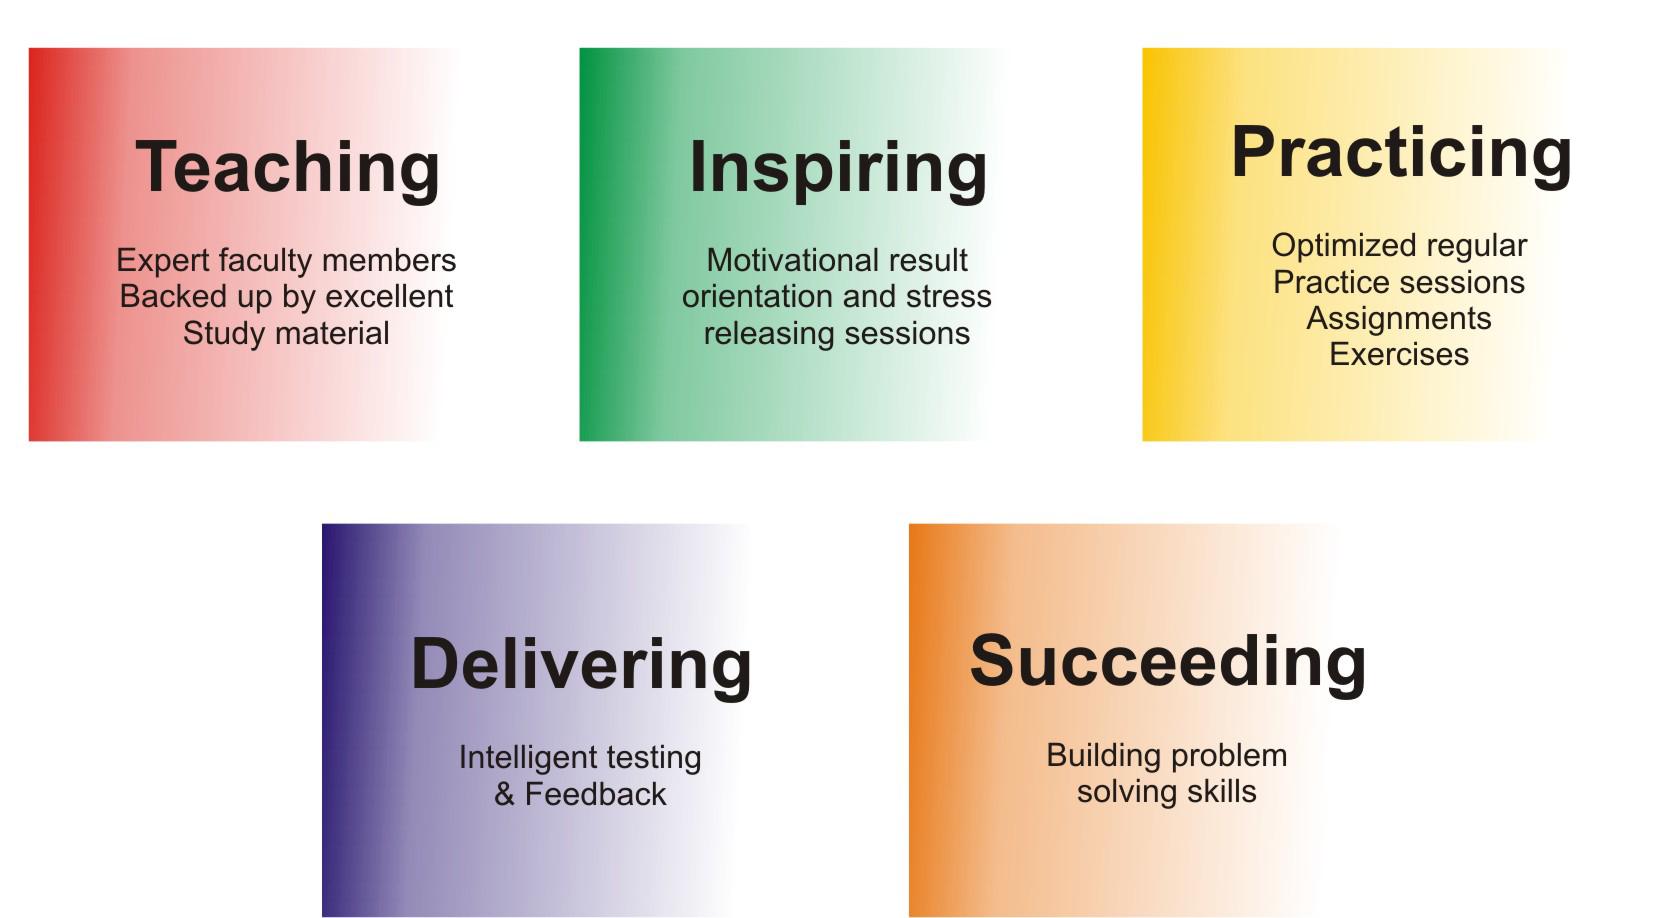 Teaching
Expert faculty members
Backed up by excellent
Study material
Inspiring
Motivational result
orientation and stress
releasing sessions
Practicing
Optimized regular
Practice sessions
Assignments
Exercises
Delivering
Intelligent testing
& Feedback
Succeeding
Building problem
solving skills